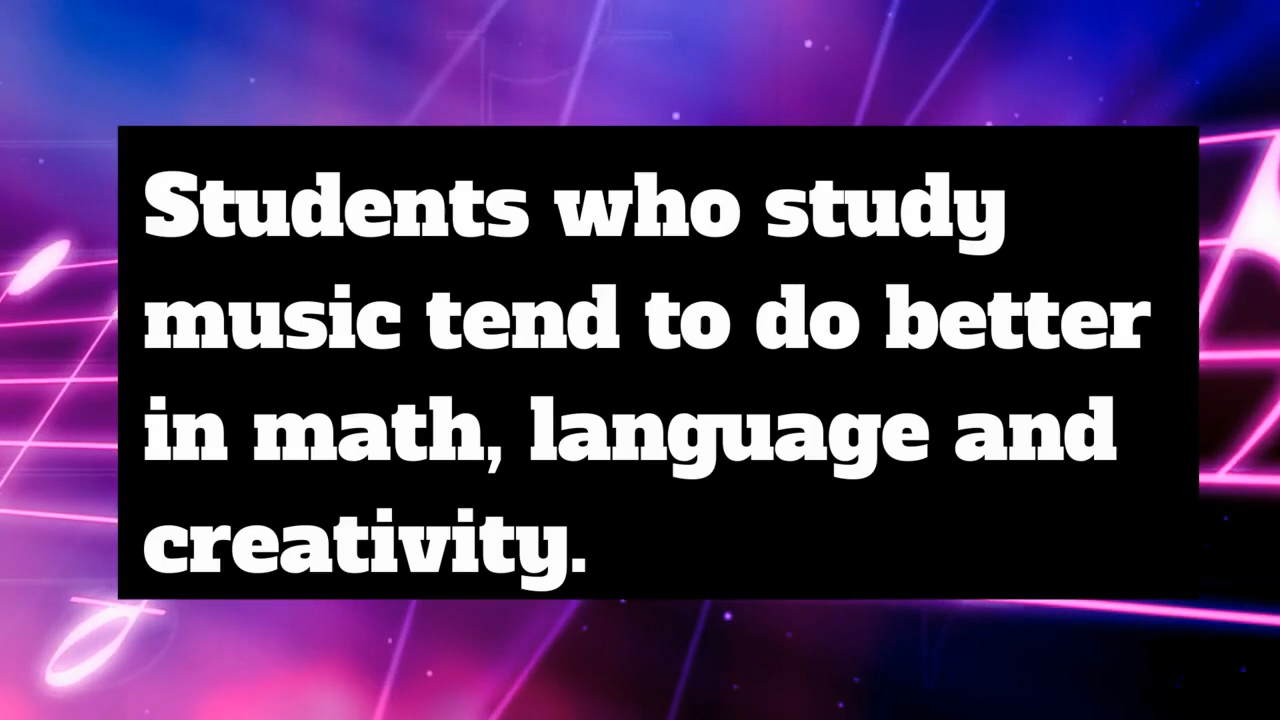 Students who study
music tend to do better
in math, language and
creativity.